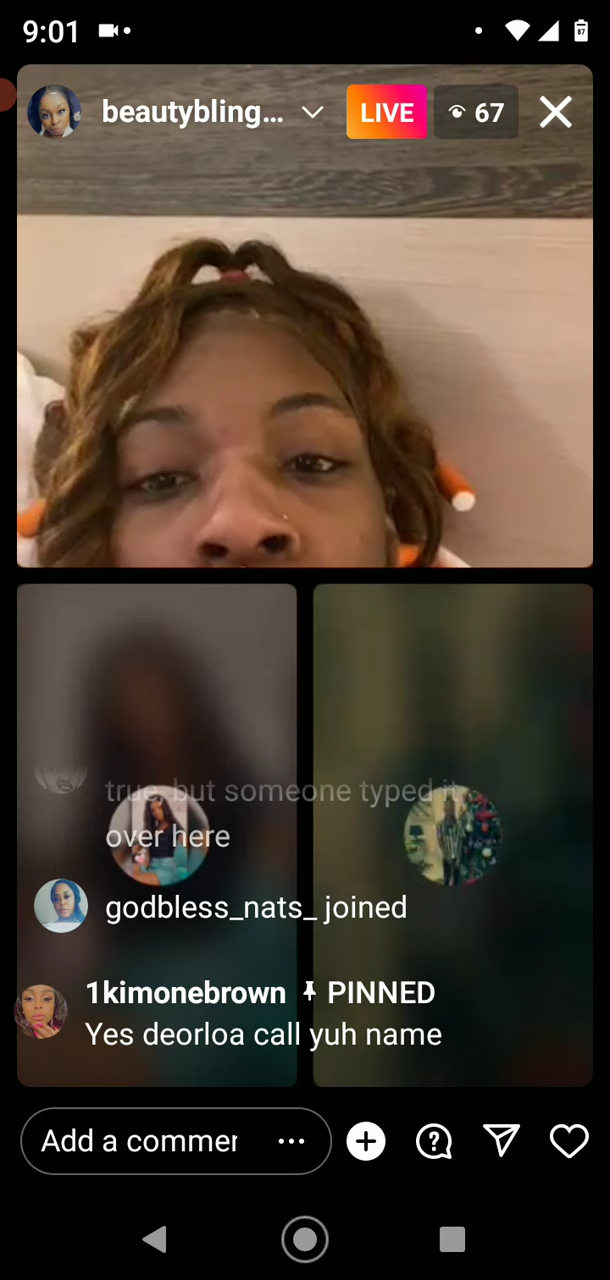 9:01
87
beautybling...
LIVE
67
true, but someone typed it
over here
godbless_nats_ joined
1kimonebrown PINNED
Yes deorloa call yuh name
Add a commer